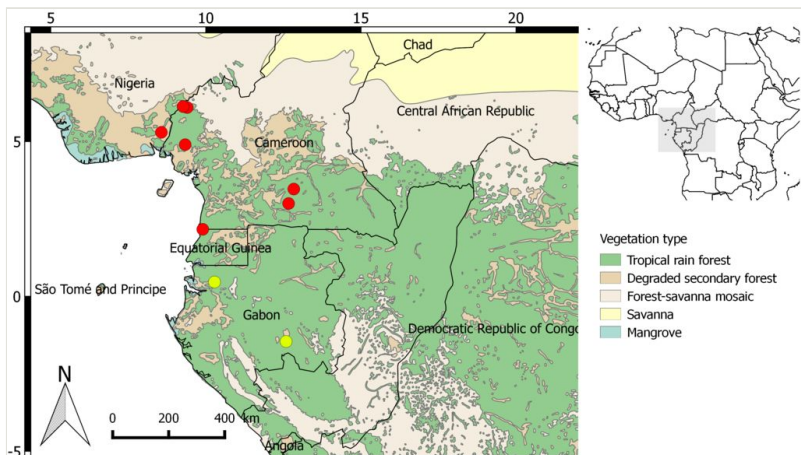 5 10 15 20
Chad
Nigeria
Central African Republic
5
Cameroon
Equatorial Guinea
São Tomé and Principe
0
Gabon
Democratic Republic of Congo
N
0 200 400 km
Angola
-5
Vegetation type
Tropical rain forest
Degraded secondary forest
Forest-savanna mosaic
Savanna
Mangrove